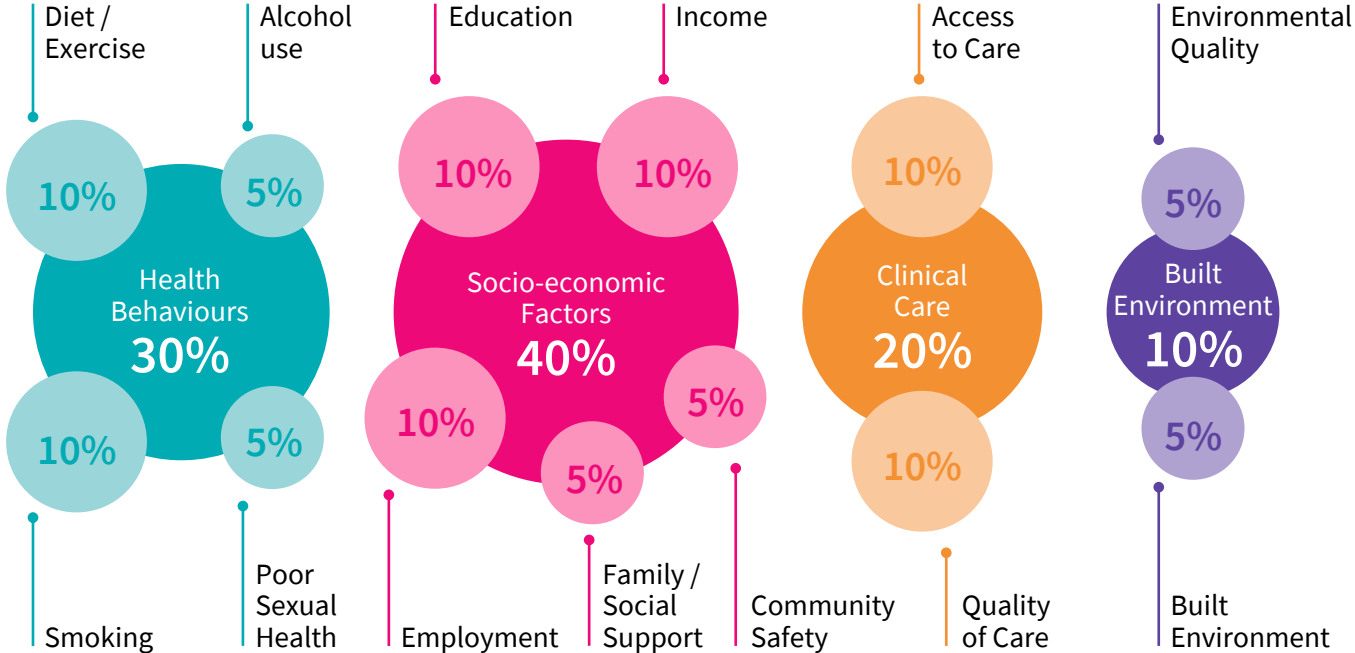 Diet /
Exercise
Alcohol
use
Education
Income
Access
to Care
Environmental
Quality
10%
5%
10%
10%
10%
5%
Health
Behaviours
30%
Socio-economic
Factors
40%
Clinical
Care
20%
Built
Environment
10%
10%
5%
10%
5%
5%
10%
5%
Smoking
Poor
Sexual
Health
Employment
Family /
Social
Support
Community
Safety
Quality
of Care
Built
Environment